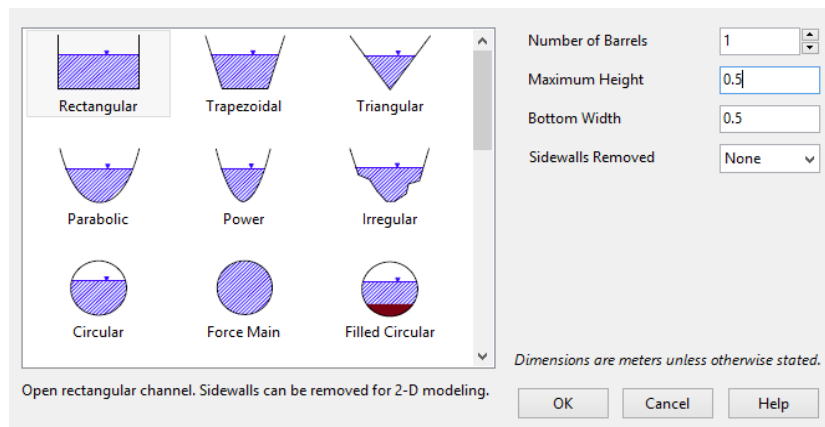 Rectangular
Trapezoidal
Triangular
Parabolic
Power
Irregular
Circular
Force Main
Filled Circular
Open rectangular channel. Sidewalls can be removed for 2-D modeling.
Number of Barrels 1
Maximum Height 0.5
Bottom Width 0.5
Sidewalls Removed None
Dimensions are meters unless otherwise stated.
OK Cancel Help